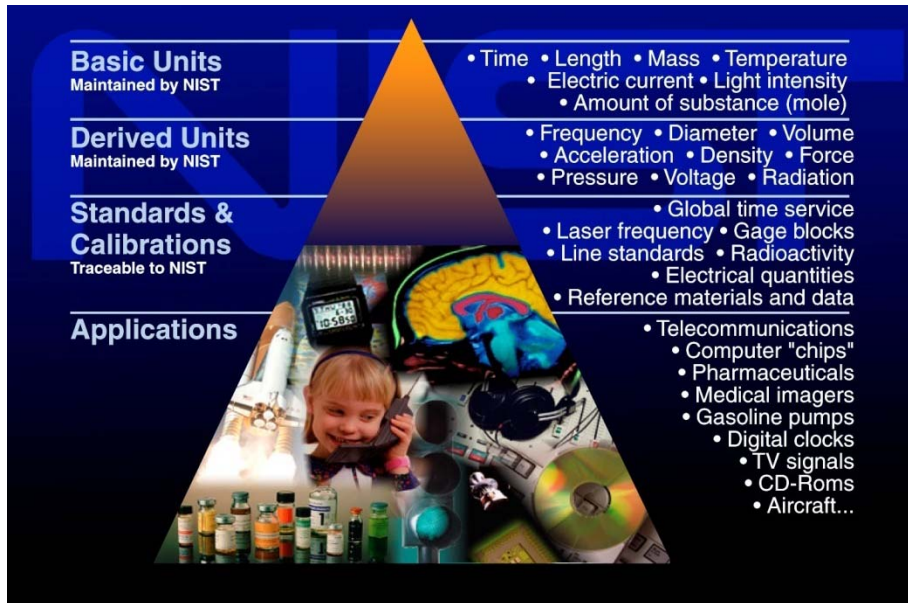 NIST
Basic Units
Maintained by NIST
• Time • Length • Mass • Temperature
• Electric current • Light intensity
• Amount of substance (mole)
Derived Units
Maintained by NIST
• Frequency • Diameter • Volume
• Acceleration • Density • Force
• Pressure • Voltage • Radiation
Standards &
Calibrations
Traceable to NIST
• Global time service
• Laser frequency • Gage blocks
• Line standards • Radioactivity
• Electrical quantities
• Reference materials and data
Applications
• Telecommunications
• Computer "chips"
• Pharmaceuticals
• Medical imagers
• Gasoline pumps
• Digital clocks
• TV signals
• CD-Roms
• Aircraft...
10:5859